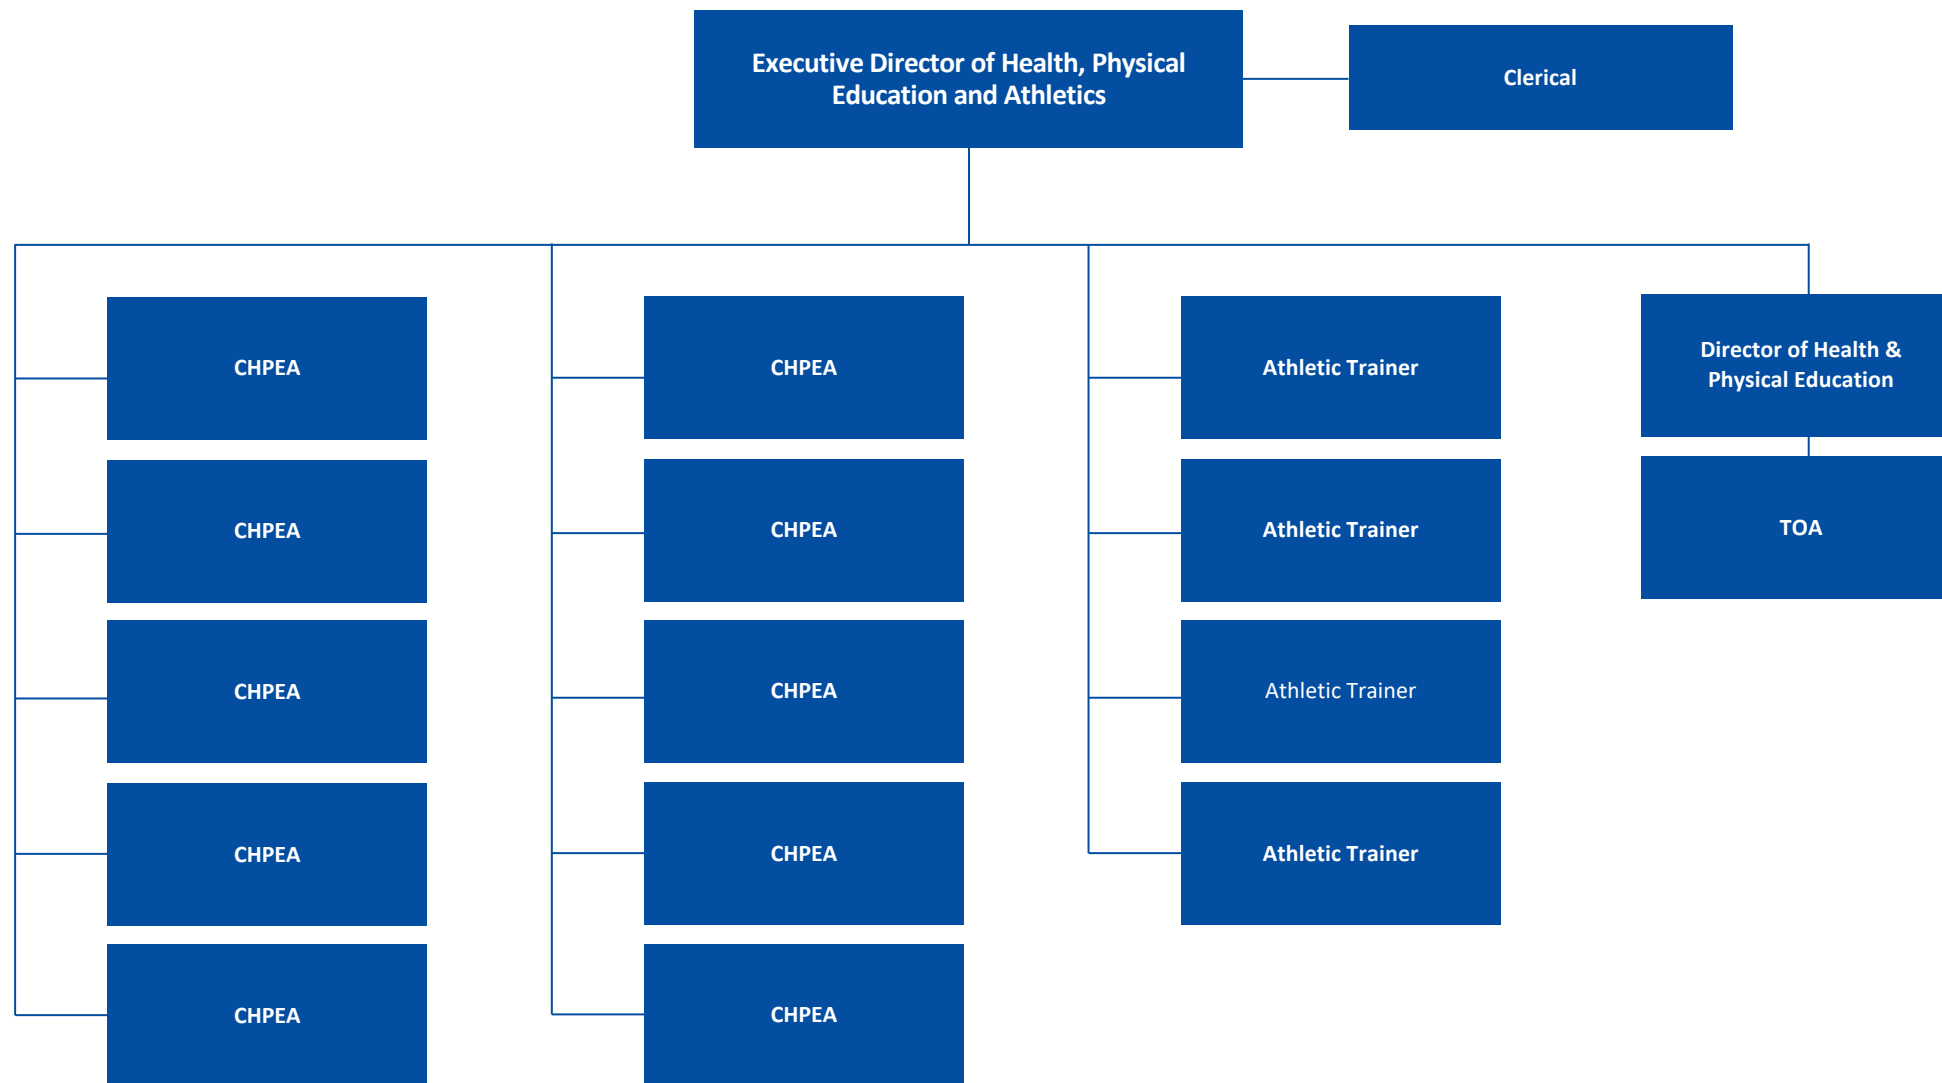 Executive Director of Health, Physical
Education and Athletics
Clerical
CHPEA
CHPEA
Athletic Trainer
Director of Health &
Physical Education
CHPEA
CHPEA
Athletic Trainer
TOA
CHPEA
CHPEA
Athletic Trainer
CHPEA
CHPEA
Athletic Trainer
CHPEA
CHPEA